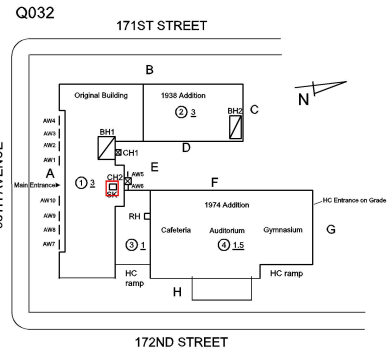 Q032
171ST STREET
B
N
Original Building
1938 Addition
2 3
BH2
C
AW4
AW3
AW2
AW1
BH1
CH1
D
A
E
Main Entrance
1 3
CH2
SK
AW5
AW6
F
AW10
AW9
AW8
AW7
RH
1974 Addition
HC Entrance on Grade
3 1
Cafeteria
Auditorium
Gymnasium
4 1.5
G
HC
ramp
H
HC ramp
172ND STREET